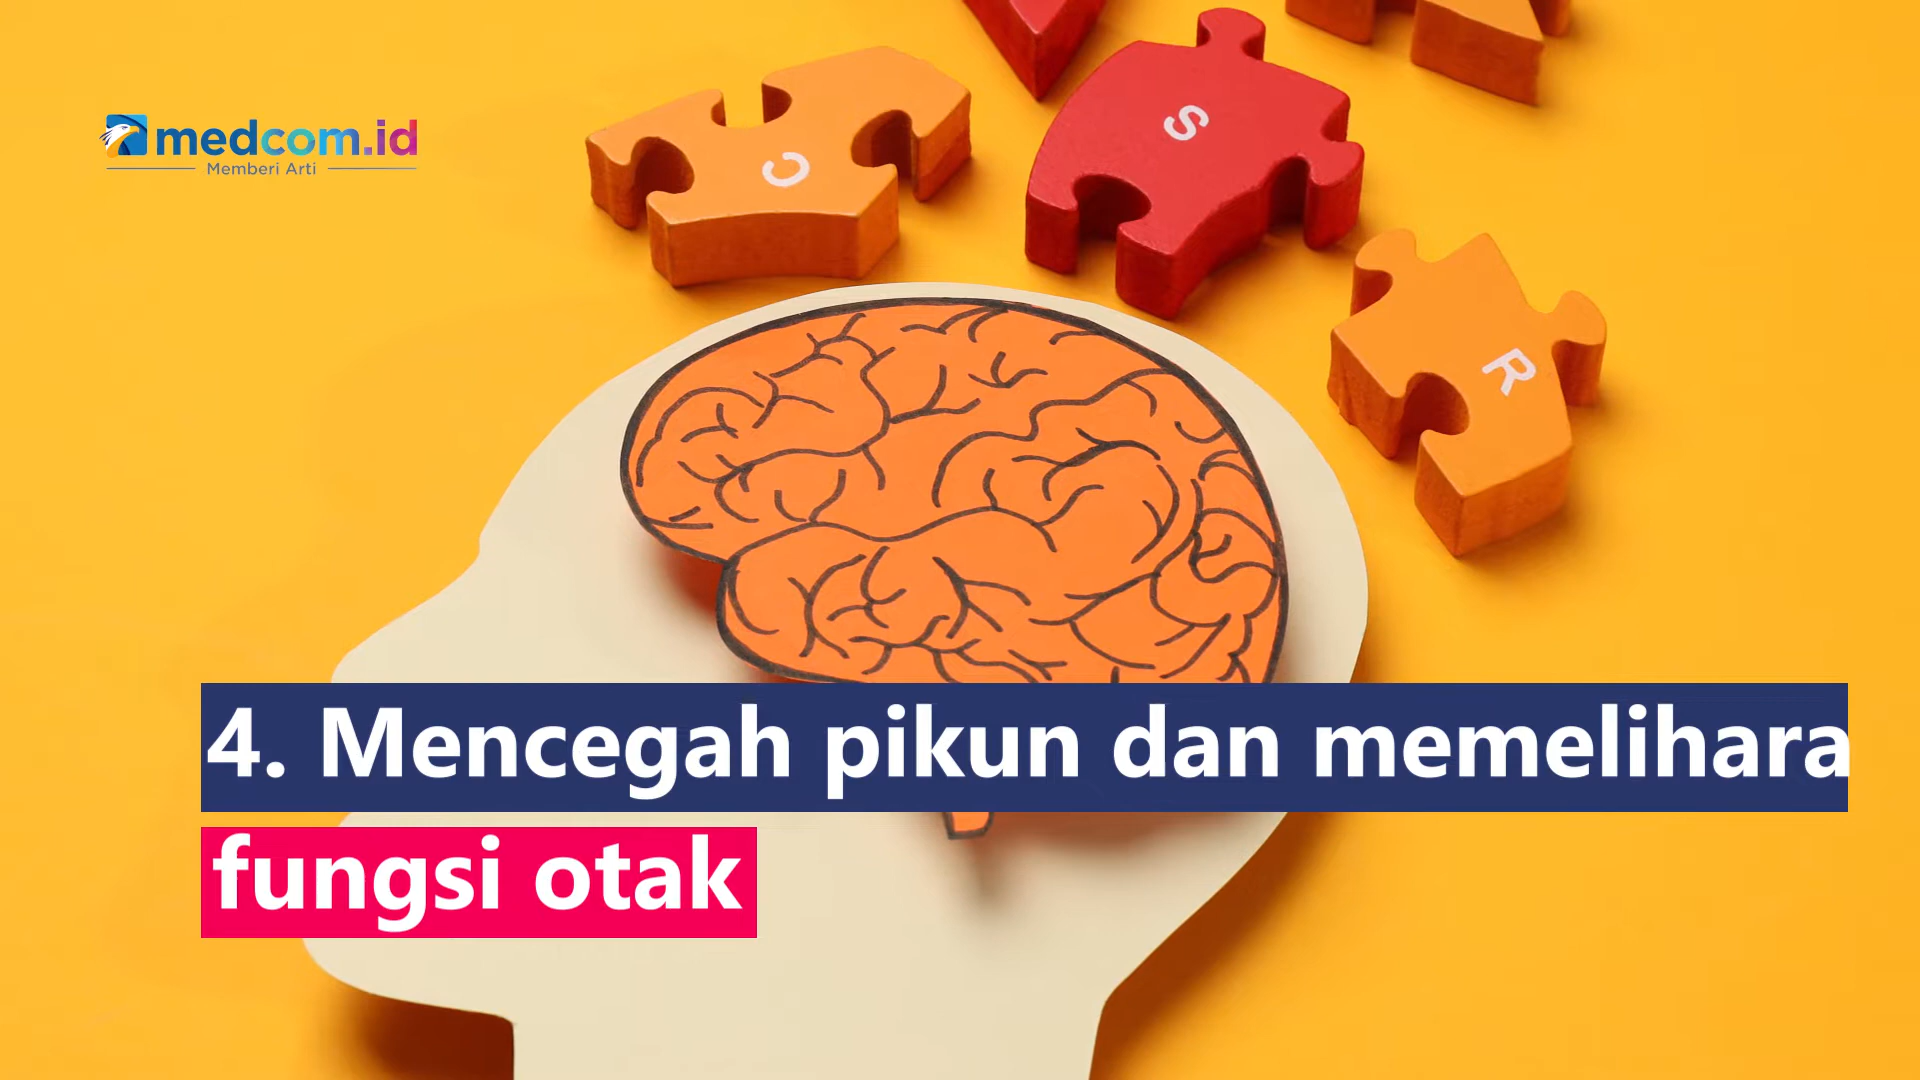 medcom.id
Memberi Arti
C
S
R
4. Mencegah pikun dan memelihara
fungsi otak